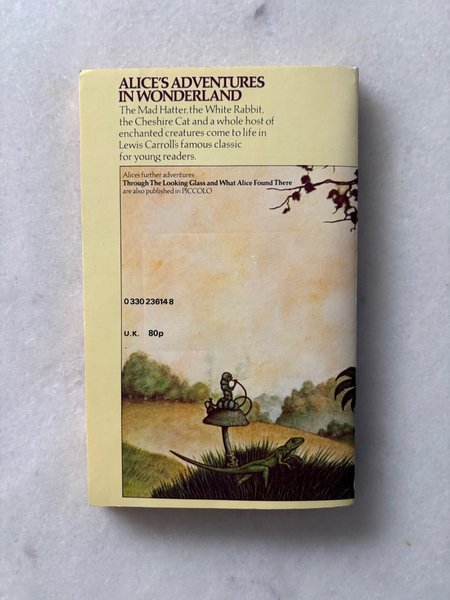 ALICE'S ADVENTURES
IN WONDERLAND
The Mad Hatter, the White Rabbit,
the Cheshire Cat and a whole host of
enchanted creatures come to life in
Lewis Carroll's famous classic
for young readers.
Alice's further adventures
Through The Looking Glass and What Alice Found There
are also published in PICCOLO
0 330 23614 8
U.K. 80p